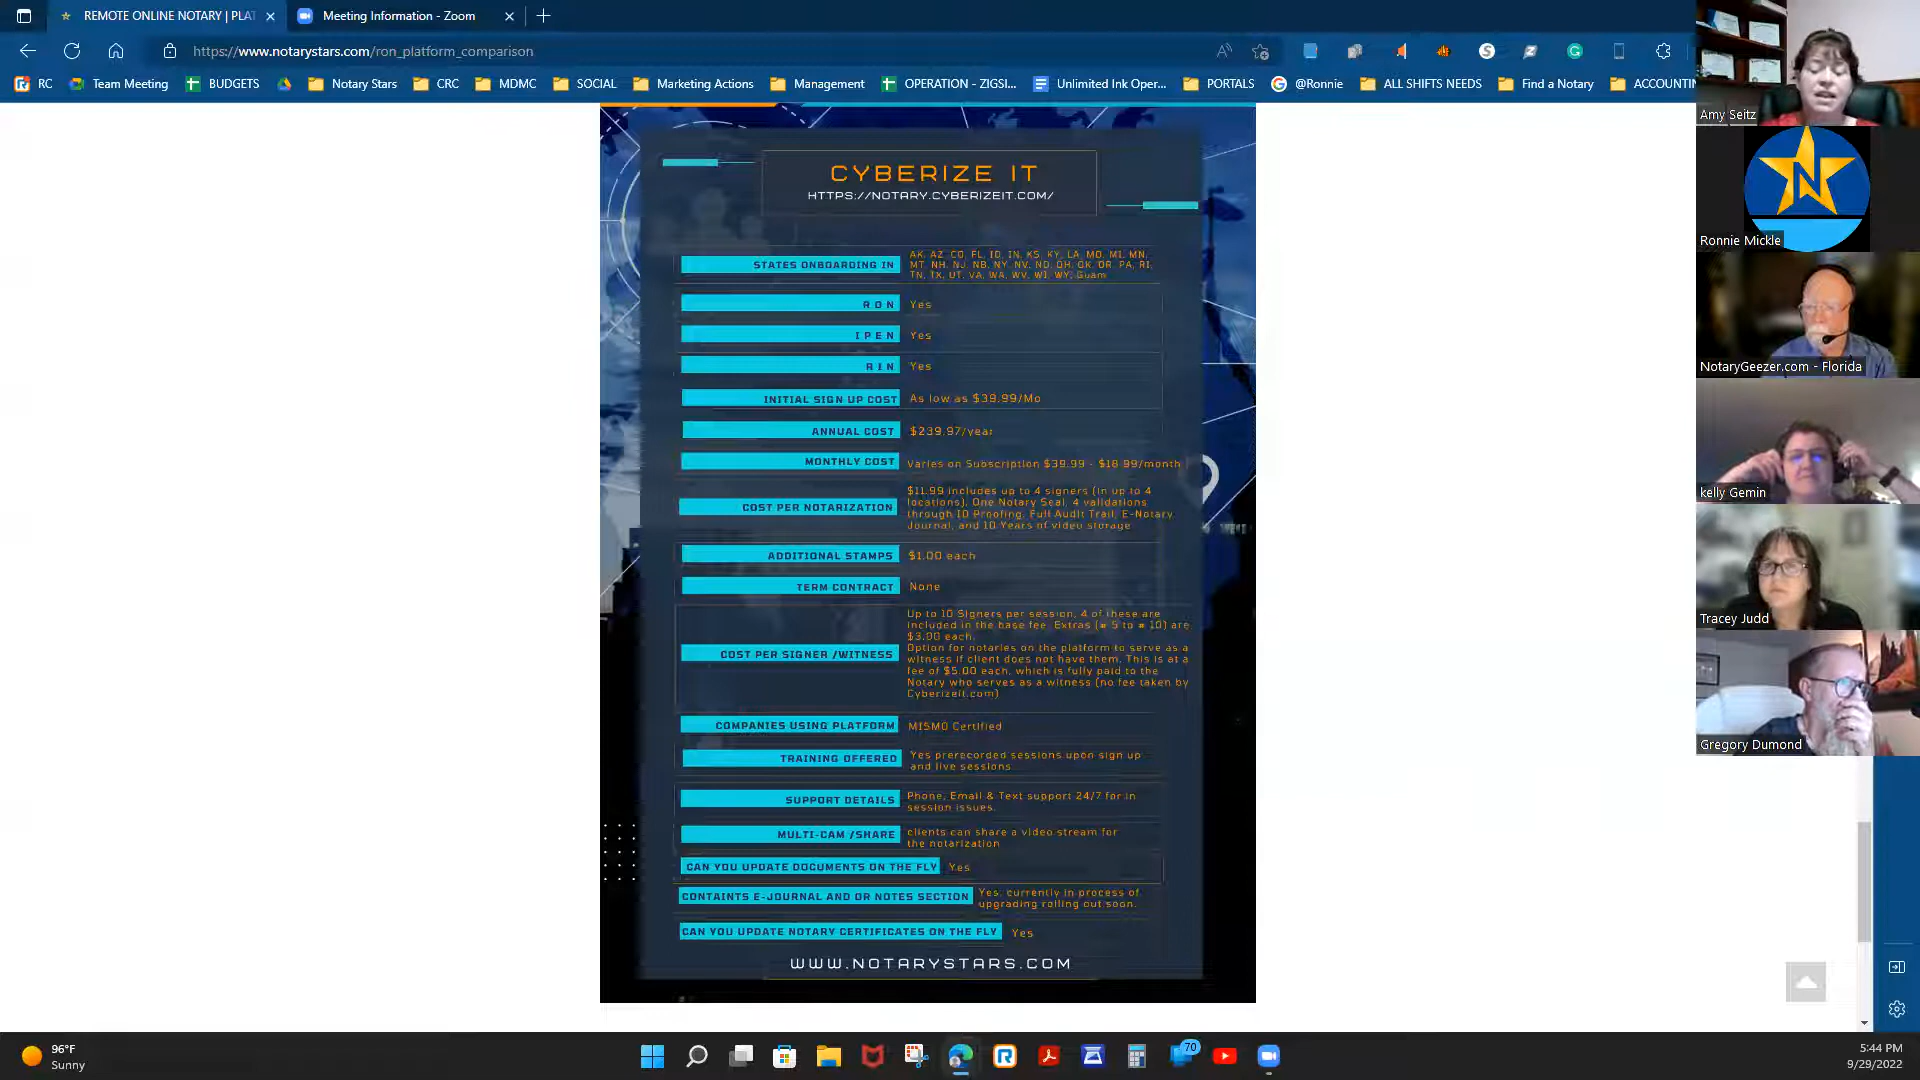 REMOTE ONLINE NOTARY | PLAT
Meeting Information - Zoom
https://www.notarystars.com/ron_platform_comparison
RC
Team Meeting
BUDGETS
Notary Stars
CRC
MDMC
SOCIAL
Marketing Actions
Management
OPERATION - ZIGSI...
Unlimited Ink Oper...
PORTALS
@Ronnie
ALL SHIFTS NEEDS
Find a Notary
ACCOUNTIN
CYBERIZE IT
HTTPS://NOTARY.CYBERIZEIT.COM/
STATES ONBOARDING IN
AK, AZ, CO, FL, ID, IN, KS, KY, LA, MO, MI, MN,
MT, NH, NJ, NB, NY, NV, ND, OH, OK, OR, PA, RI,
TN, TX, UT, VA, WA, WV, WI, WY, Guam
RON
Yes
IPEN
Yes
RIN
Yes
INITIAL SIGN UP COST
As low as $39.99/Mo
ANNUAL COST
$239.97/year
MONTHLY COST
Varies on Subscription $39.99 - $18.99/month
COST PER NOTARIZATION
$11.99 includes up to 4 signers (in up to 4
locations), One Notary Seal, 4 validations
through ID Proofing, Full Audit Trail, E-Notary
Journal, and 10 Years of video storage
ADDITIONAL STAMPS
$1.00 each
TERM CONTRACT
None
COST PER SIGNER /WITNESS
Up to 10 Signers per session, 4 of these are
included in the base fee. Extras (# 5 to # 10) are
$3.00 each.
Option for notaries on the platform to serve as a
witness if client does not have them. This is at a
fee of $5.00 each, which is fully paid to the
Notary who serves as a witness (no fee taken by
Cyberizeit.com)
COMPANIES USING PLATFORM
MISMO Certified
TRAINING OFFERED
Yes prerecorded sessions upon sign up
and live sessions
SUPPORT DETAILS
Phone, Email & Text support 24/7 for in
session issues.
MULTI-CAM /SHARE
clients can share a video stream for
the notarization
CAN YOU UPDATE DOCUMENTS ON THE FLY
Yes
CONTAINTS E-JOURNAL AND OR NOTES SECTION
Yes, currently in process of
upgrading rolling out soon.
CAN YOU UPDATE NOTARY CERTIFICATES ON THE FLY
Yes
WWW.NOTARYSTARS.COM
Amy Seitz
N
Ronnie Mickle
NotaryGeezer.com - Florida
kelly Gemin
Tracey Judd
Gregory Dumond
96°F
Sunny
70
5:44 PM
9/29/2022